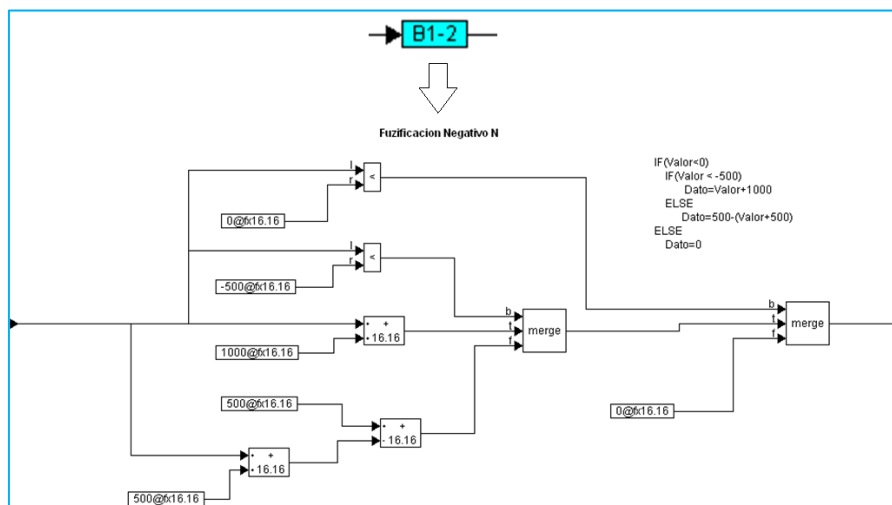 B1-2
Fuzificacion Negativo N
l
r
<
0@fx16.16
IF(Valor<0)
IF(Valor < -500)
Dato=Valor+1000
ELSE
Dato=500-(Valor+500)
ELSE
Dato=0
l
r
<
-500@fx16.16
b
t
f
merge
b
t
f
merge
+
16.16
1000@fx16.16
500@fx16.16
+
- 16.16
0@fx16.16
+
16.16
500@fx16.16